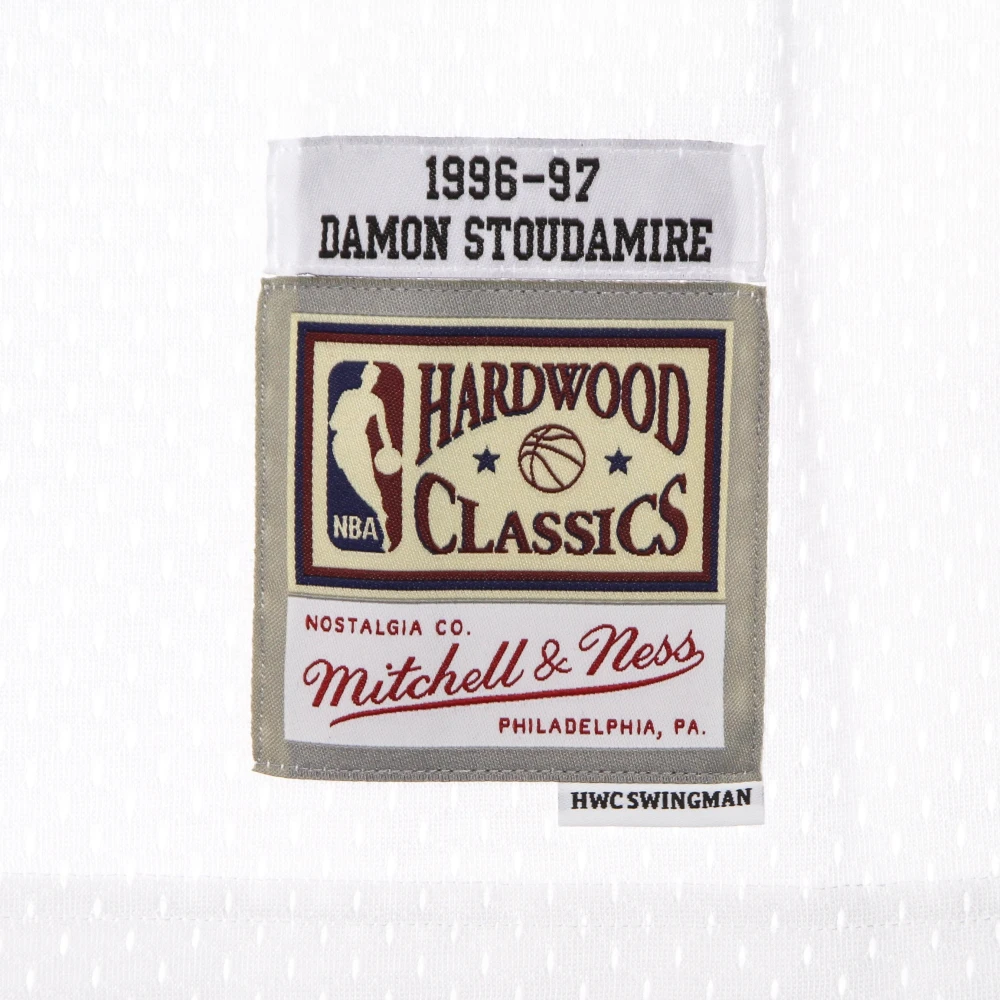 1996-97
DAMON STOUDAMIRE
HARDWOOD
CLASSICS
NBA
NOSTALGIA CO.
Mitchell & Ness
PHILADELPHIA, PA.
HWC SWINGMAN